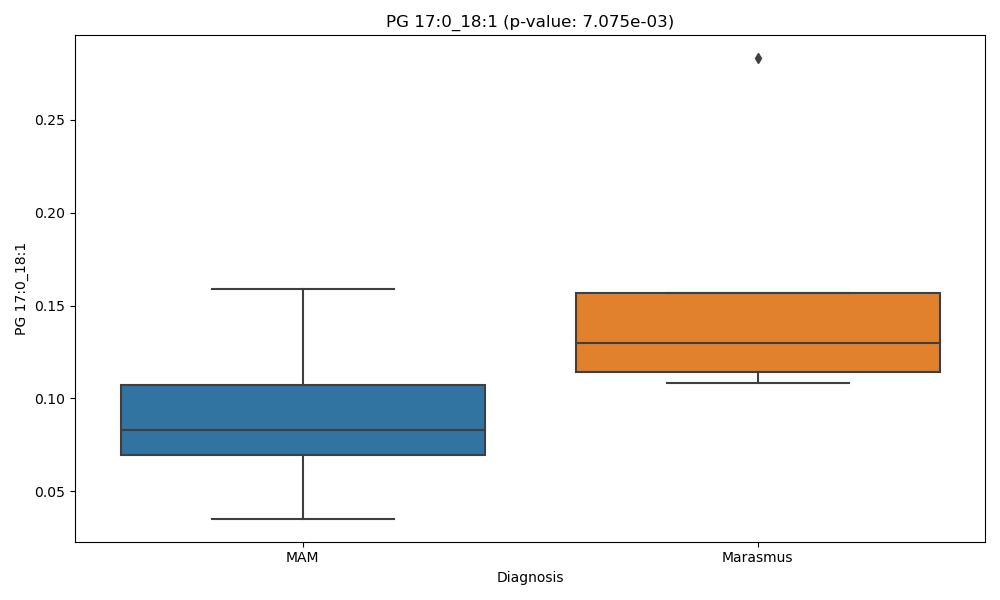 PG 17:0_18:1 (p-value: 7.075e-03)
0.25
0.20
0.15
0.10
0.05
PG 17:0_18:1
MAM
Marasmus
Diagnosis